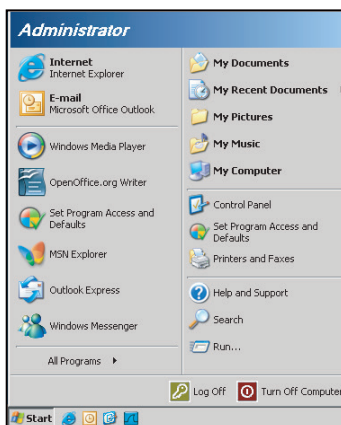 Administrator
Internet
Internet Explorer
E-mail
Microsoft Office Outlook
Windows Media Player
OpenOffice.org Writer
Set Program Access and
Defaults
MSN Explorer
Outlook Express
Windows Messenger
All Programs
My Documents
My Recent Documents
My Pictures
My Music
My Computer
Control Panel
Set Program Access and
Defaults
Printers and Faxes
Help and Support
Search
Run...
Log Off
Turn Off Computer
Start